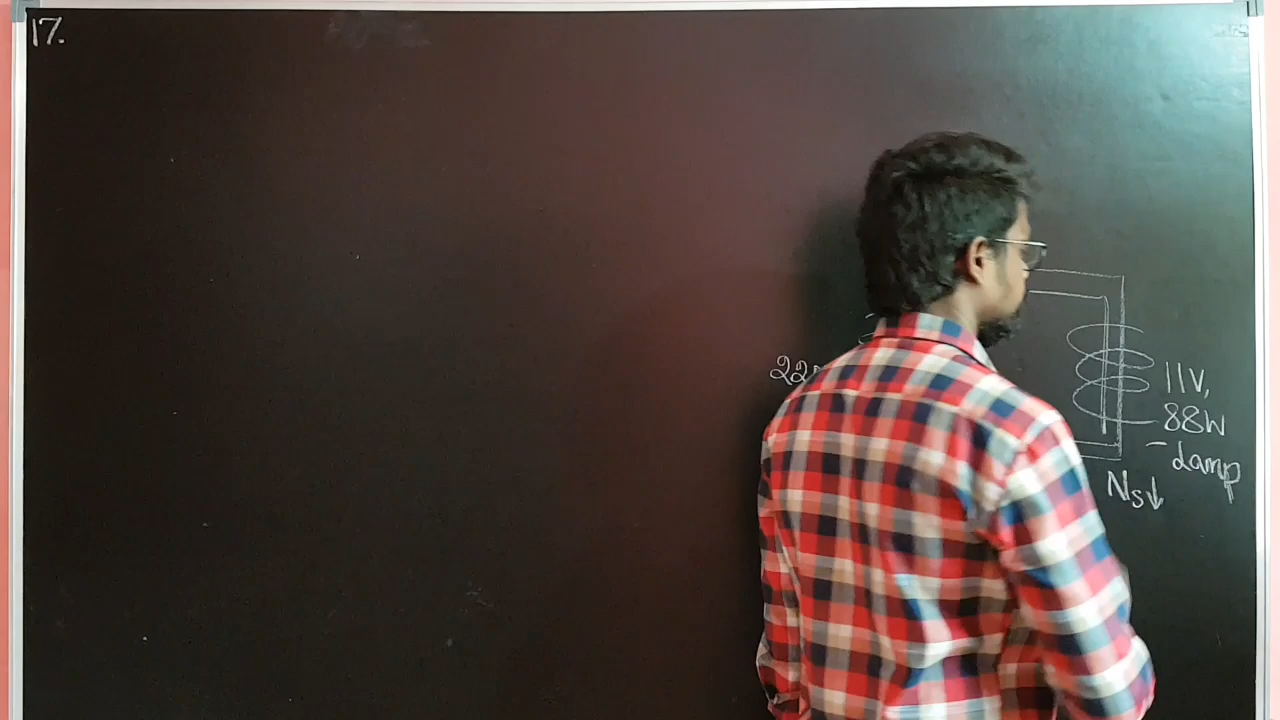 17.
11V,
88W
- Lamp
Ns↓